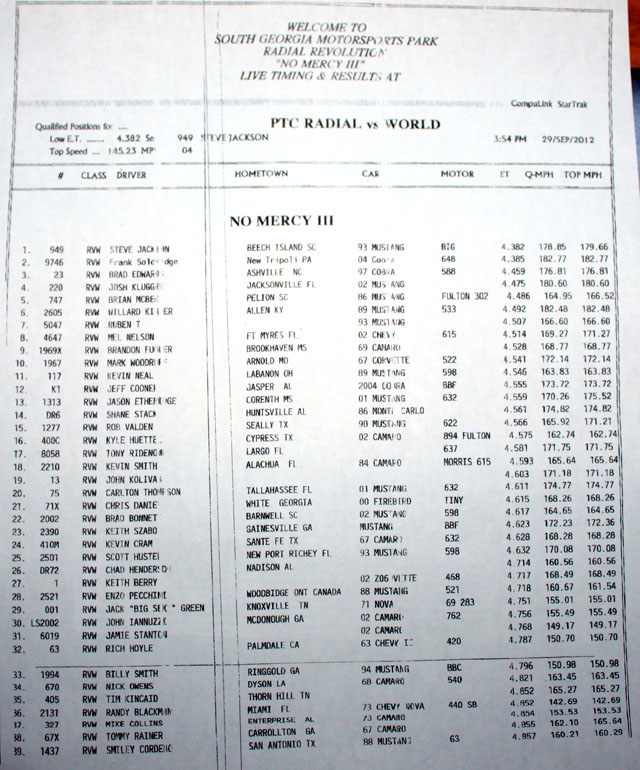 WELCOME TO
SOUTH GEORGIA MOTORSPORTS PARK
RADIAL REVOLUTION
"NO MERCY III"
LIVE TIMING & RESULTS AT
CompuLink StarTrak
PTC RADIAL vs WORLD
Qualified Positions for ....
Low E.T. ........ 4.382 Se 949 STEVE JACKSON 3:54 PM 29/SEP/2012
Top Speed ... 185.23 MP 04
# CLASS DRIVER HOMETOWN CAR MOTOR ET Q-MPH TOP MPH
NO MERCY III
1. 949 RVW STEVE JACKSON BEECH ISLAND SC 93 MUSTANG BIG 4.382 178.85 179.66
2. 9746 RVW Frank New Tripoli PA 04 Cobra 648 4.385 182.77 182.77
3. 23 RVW BRAD EDWARDS ASHVILLE NC 97 COBRA 588 4.459 176.81 176.81
4. 220 RVW JOSH KLUGGER JACKSONVILLE FL 02 MUSTANG 4.475 180.60 180.60
5. 747 RVW BRIAN MCBEE PELION SC 86 MUSTANG FULTON 302 4.486 164.95 166.52
6. 2605 RVW WILLARD KINZER ALLEN KY 89 MUSTANG 533 4.492 182.48 182.48
7. 5047 RVW RUBEN T 93 MUSTANG 4.507 166.60 166.60
8. 4647 RVW MEL NELSON FT MYRES FL 02 CHEVY 615 4.514 169.27 171.27
9. 1969X RVW BRANDON FULLER BROOKHAVEN MS 69 CAMARO 4.528 168.77 168.77
10. 1967 RVW MARK WOODRUFF ARNOLD MO 67 CORVETTE 522 4.541 172.14 172.14
11. 117 RVW KEVIN NEAL LABANON OH 89 MUSTANG 598 4.546 163.83 163.83
12. K1 RVW JEFF COONEY JASPER AL 2004 COBRA BBF 4.555 173.72 173.72
13. 1313 RVW JASON ETHERIDGE CORENTH MS 01 MUSTANG 632 4.559 170.26 175.52
14. DR6 RVW SHANE STACK HUNTSVILLE AL 86 MONTE CARLO 4.561 174.82 174.82
15. 1277 RVW ROB VALDEN SEALLY TX 90 MUSTANG 622 4.566 165.92 171.21
16. 400C RVW KYLE HUETTEL CYPRESS TX 02 CAMARO 894 FULTON 4.575 162.74 162.74
17. 8058 RVW TONY RIDENOUR LARGO FL 637 4.581 171.75 171.75
18. 2210 RVW KEVIN SMITH ALACHUA FL 84 CAMARO MORRIS 615 4.593 165.64 165.64
19. 13 RVW JOHN KOLIVAS 4.603 171.18 171.18
20. 75 RVW CARLTON THOMPSON TALLAHASSEE FL 01 MUSTANG 632 4.611 174.77 174.77
21. 71X RVW CHRIS DANIEL WHITE GEORGIA 00 FIREBIRD TINY 4.615 168.26 168.26
22. 2002 RVW BRAD BONNET BARNWELL SC 02 MUSTANG 598 4.617 164.65 164.65
23. 2390 RVW KEITH SZABO GAINESVILLE GA MUSTANG BBF 4.623 172.23 172.36
24. 410M RVW KEVIN CRAM SANTE FE TX 67 CAMARO 632 4.628 168.28 168.28
25. 2501 RVW SCOTT HUSTED NEW PORT RICHEY FL 93 MUSTANG 598 4.632 170.08 170.08
26. DR72 RVW CHAD HENDERSON NADISON AL 4.714 160.56 160.56
27. 1 RVW KEITH BERRY 02 Z06 VETTE 468 4.717 168.49 168.49
28. 2521 RVW ENZO PECCHINI WOODBIDGE ONT CANADA 88 MUSTANG 521 4.718 160.67 161.54
29. 001 RVW JACK "BIG SEXY" GREEN KNOXVILLE TN 71 NOVA 69 283 4.751 155.01 155.01
30. LS2002 RVW JOHN IANNUZZI MCDONOUGH GA 02 CAMARO 762 4.756 155.49 155.49
31. 6019 RVW JAMIE STANTON 02 CAMARO 4.768 149.17 149.17
32. 63 RVW RICH HOYLE PALMDALE CA 63 CHEVY II 420 4.787 150.70 150.70
33. 1994 RVW BILLY SMITH RINGGOLD GA 94 MUSTANG BBC 4.796 150.98 150.98
34. 670 RVW NICK OWENS DYSON LA 68 CAMARO 540 4.821 163.45 163.45
35. 405 RVW TIM KINCAID THORN HILL TN 4.852 165.27 165.27
36. 2131 RVW RANDY BLACKMAN MIAMI FL 73 CHEVY NOVA 440 SB 4.852 142.69 142.69
37. 327 RVW MIKE COLLINS ENTERPRISE AL 73 CAMARO 4.854 153.53 153.53
38. 67X RVW TOMMY RAINER CARROLLTON GA 67 CAMARO 4.855 162.10 165.64
39. 1437 RVW SMILEY CORDERO SAN ANTONIO TX 88 MUSTANG 63 4.857 160.21 160.29